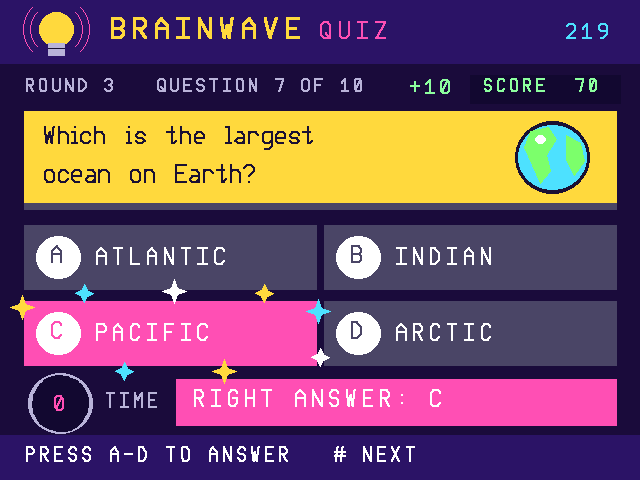 BRAINWAVE QUIZ 219
ROUND 3 QUESTION 7 OF 10 +10 SCORE 70
Which is the largest
ocean on Earth?
A ATLANTIC
B INDIAN
C PACIFIC
D ARCTIC
0 TIME RIGHT ANSWER: C
PRESS A-D TO ANSWER # NEXT